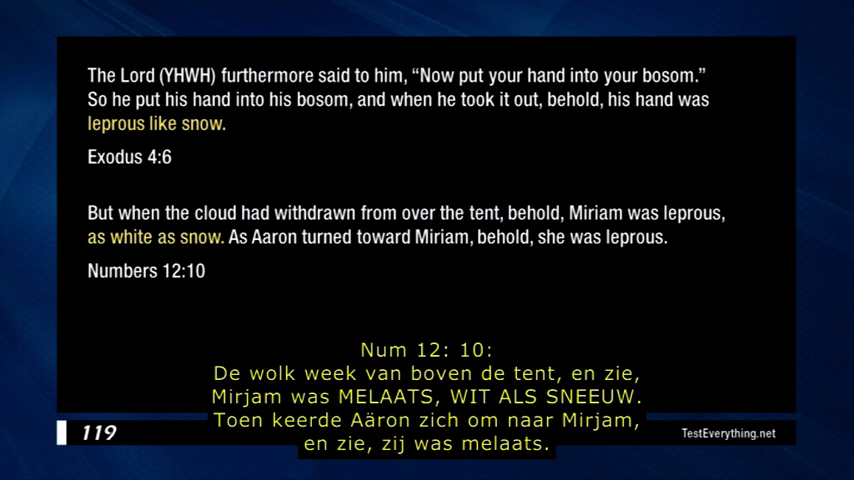 The Lord (YHWH) furthermore said to him, “Now put your hand into your bosom.”
So he put his hand into his bosom, and when he took it out, behold, his hand was
leprous like snow.
Exodus 4:6
But when the cloud had withdrawn from over the tent, behold, Miriam was leprous,
as white as snow. As Aaron turned toward Miriam, behold, she was leprous.
Numbers 12:10
Num 12: 10:
De wolk week van boven de tent, en zie,
Mirjam was MELAATS, WIT ALS SNEEUW.
Toen keerde Aäron zich om naar Mirjam,
en zie, zij was melaats.
119
TestEverything.net